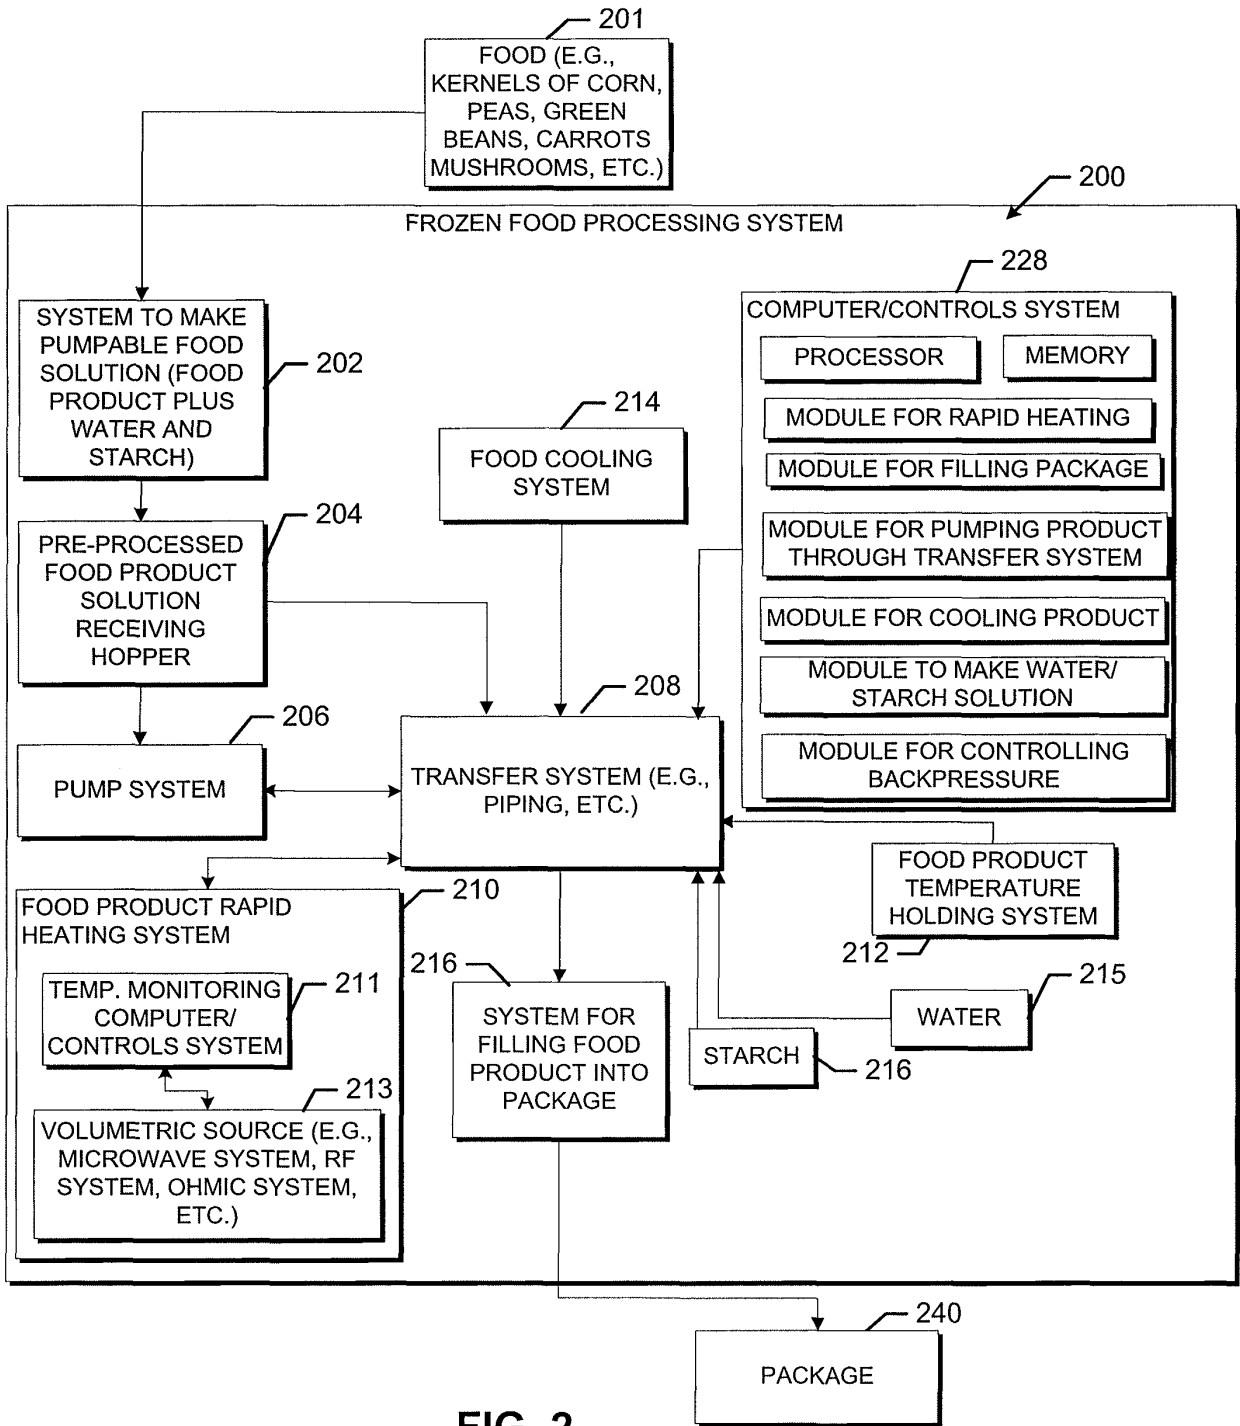 201
FOOD (E.G.,
KERNELS OF CORN,
PEAS, GREEN
BEANS, CARROTS
MUSHROOMS, ETC.)
200
FROZEN FOOD PROCESSING SYSTEM
SYSTEM TO MAKE
PUMPABLE FOOD
SOLUTION (FOOD
PRODUCT PLUS
WATER AND
STARCH)
202
PRE-PROCESSED
FOOD PRODUCT
SOLUTION
RECEIVING
HOPPER
204
206
PUMP SYSTEM
214
FOOD COOLING
SYSTEM
208
TRANSFER SYSTEM (E.G.,
PIPING, ETC.)
228
COMPUTER/CONTROLS SYSTEM
PROCESSOR
MEMORY
MODULE FOR RAPID HEATING
MODULE FOR FILLING PACKAGE
MODULE FOR PUMPING PRODUCT
THROUGH TRANSFER SYSTEM
MODULE FOR COOLING PRODUCT
MODULE TO MAKE WATER/
STARCH SOLUTION
MODULE FOR CONTROLLING
BACKPRESSURE
FOOD PRODUCT
TEMPERATURE
HOLDING SYSTEM
212
215
WATER
STARCH
216
210
FOOD PRODUCT RAPID
HEATING SYSTEM
TEMP. MONITORING
COMPUTER/
CONTROLS SYSTEM
211
213
VOLUMETRIC SOURCE (E.G.,
MICROWAVE SYSTEM, RF
SYSTEM, OHMIC SYSTEM,
ETC.)
216
SYSTEM FOR
FILLING FOOD
PRODUCT INTO
PACKAGE
240
PACKAGE
FIG. 2